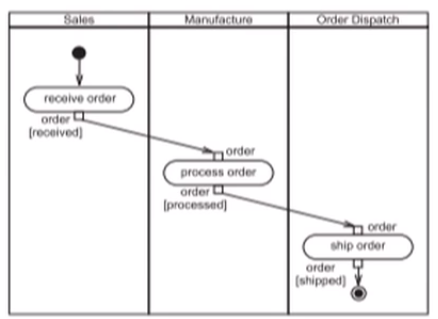 Sales
Manufacture
Order Dispatch
receive order
order
[received]
order
process order
order
[processed]
order
ship order
order
[shipped]